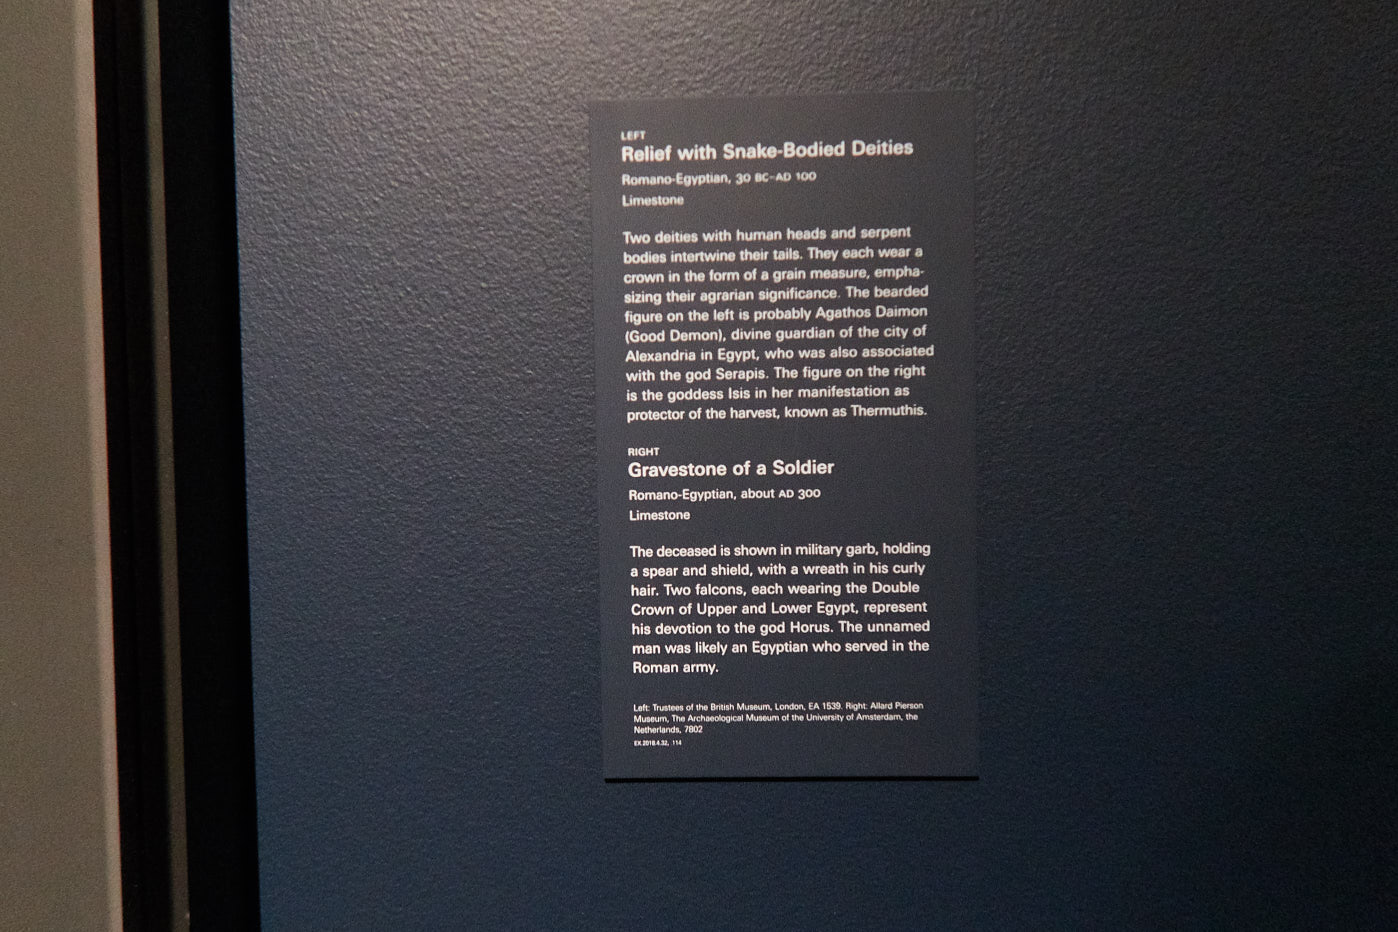 LEFT
Relief with Snake-Bodied Deities
Romano-Egyptian, 30 BC–AD 100
Limestone
Two deities with human heads and serpent
bodies intertwine their tails. They each wear a
crown in the form of a grain measure, empha-
sizing their agrarian significance. The bearded
figure on the left is probably Agathos Daimon
(Good Demon), divine guardian of the city of
Alexandria in Egypt, who was also associated
with the god Serapis. The figure on the right
is the goddess Isis in her manifestation as
protector of the harvest, known as Thermuthis.
RIGHT
Gravestone of a Soldier
Romano-Egyptian, about AD 300
Limestone
The deceased is shown in military garb, holding
a spear and shield, with a wreath in his curly
hair. Two falcons, each wearing the Double
Crown of Upper and Lower Egypt, represent
his devotion to the god Horus. The unnamed
man was likely an Egyptian who served in the
Roman army.
Left: Trustees of the British Museum, London, EA 1539. Right: Allard Pierson
Museum, The Archaeological Museum of the University of Amsterdam, the
Netherlands, 7802
EX.2018.4.32, 114